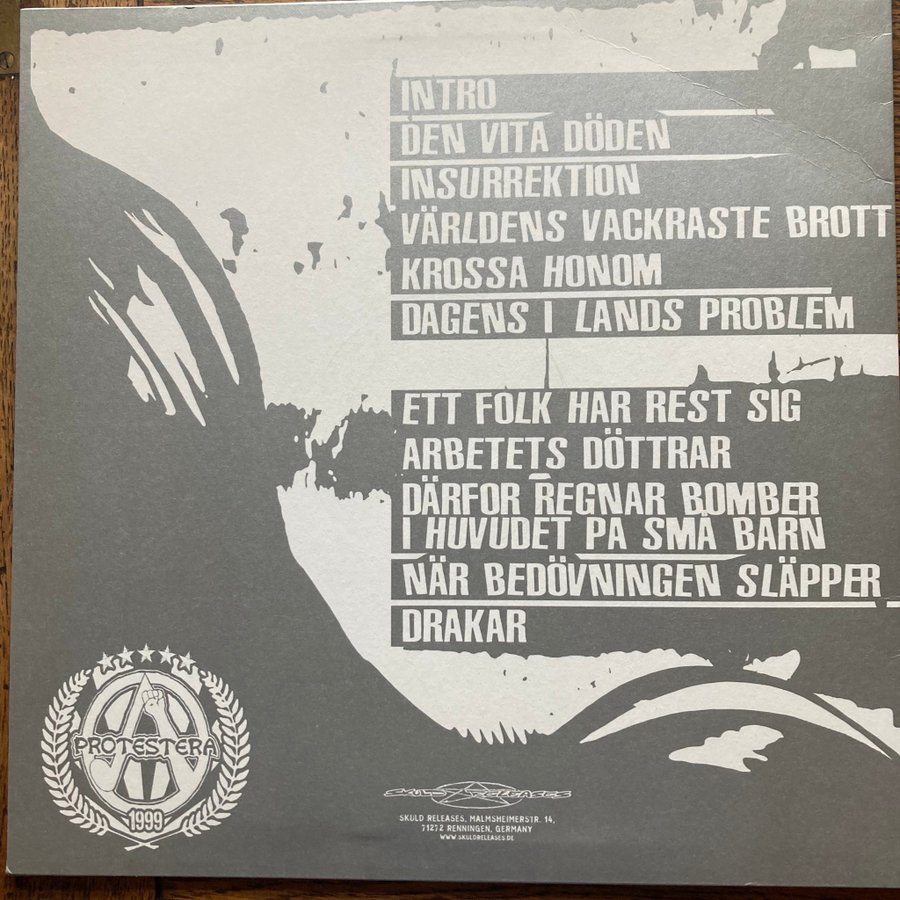 INTRO
DEN VITA DÖDEN
INSURREKTION
VÄRLDENS VACKRASTE BROTT
KROSSA HONOM
DAGENS I LANDS PROBLEM
ETT FOLK HAR REST SIG
ARBETETS DÖTTRAR
DÄRFOR REGNAR BOMBER
I HUVUDET PA SMÅ BARN
NÄR BEDÖVNINGEN SLÄPPER
DRAKAR
PROTESTERA
1999
SKULD RELEASES
SKULD RELEASES, MALMSHEIMERSTR. 14,
71272 RENNINGEN, GERMANY
WWW.SKULDRELEASES.DE